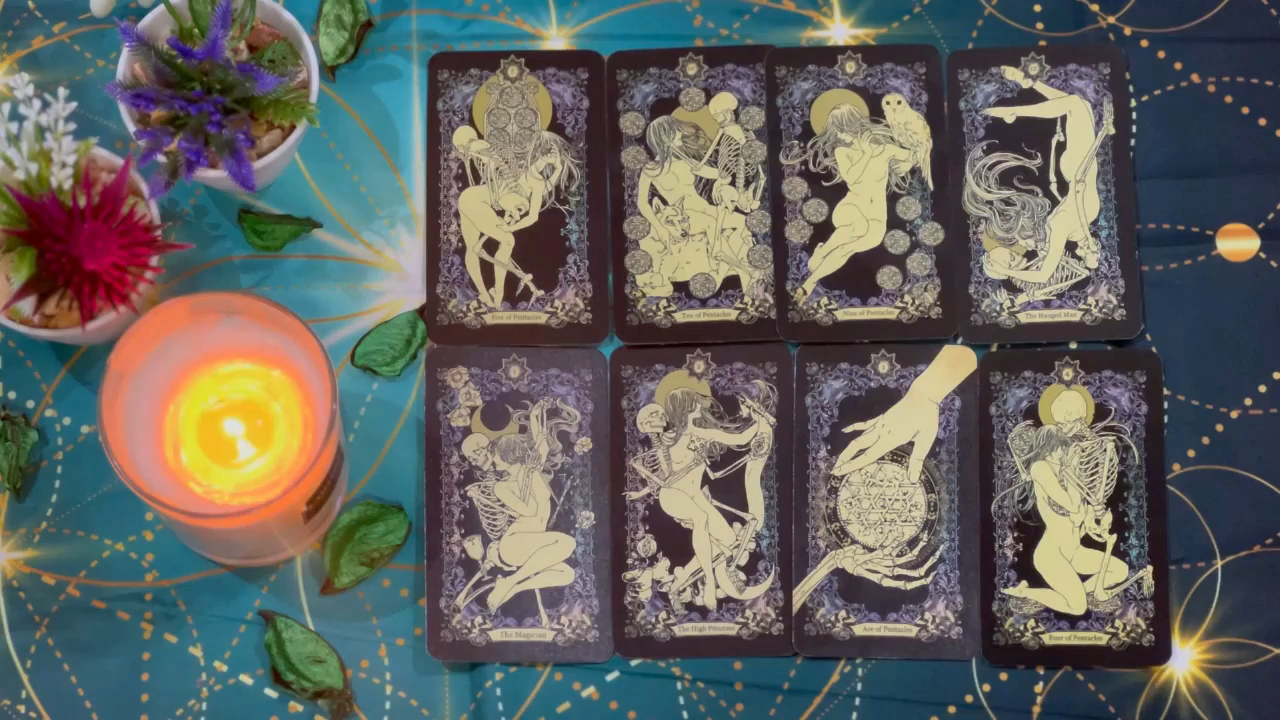 Five of Pentacles
Ten of Pentacles
Nine of Pentacles
The Hanged Man
The Magician
The High Priestess
Ace of Pentacles
Four of Pentacles